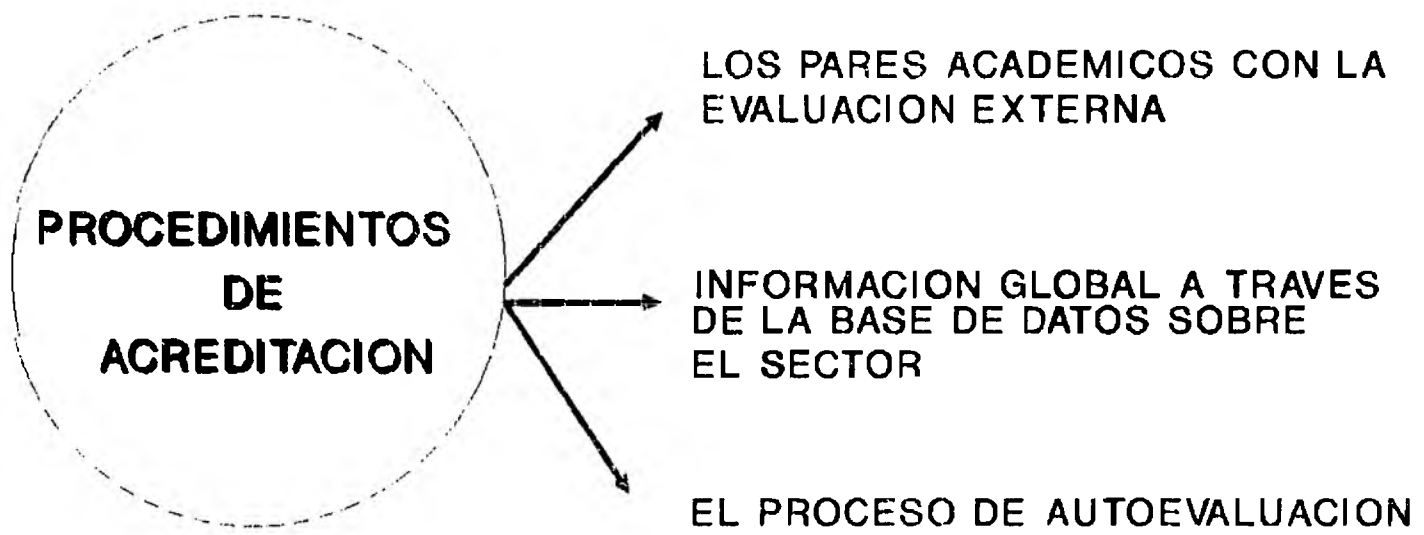 PROCEDIMIENTOS
DE
ACREDITACION
LOS PARES ACADEMICOS CON LA
EVALUACION EXTERNA
INFORMACION GLOBAL A TRAVES
DE LA BASE DE DATOS SOBRE
EL SECTOR
EL PROCESO DE AUTOEVALUACION